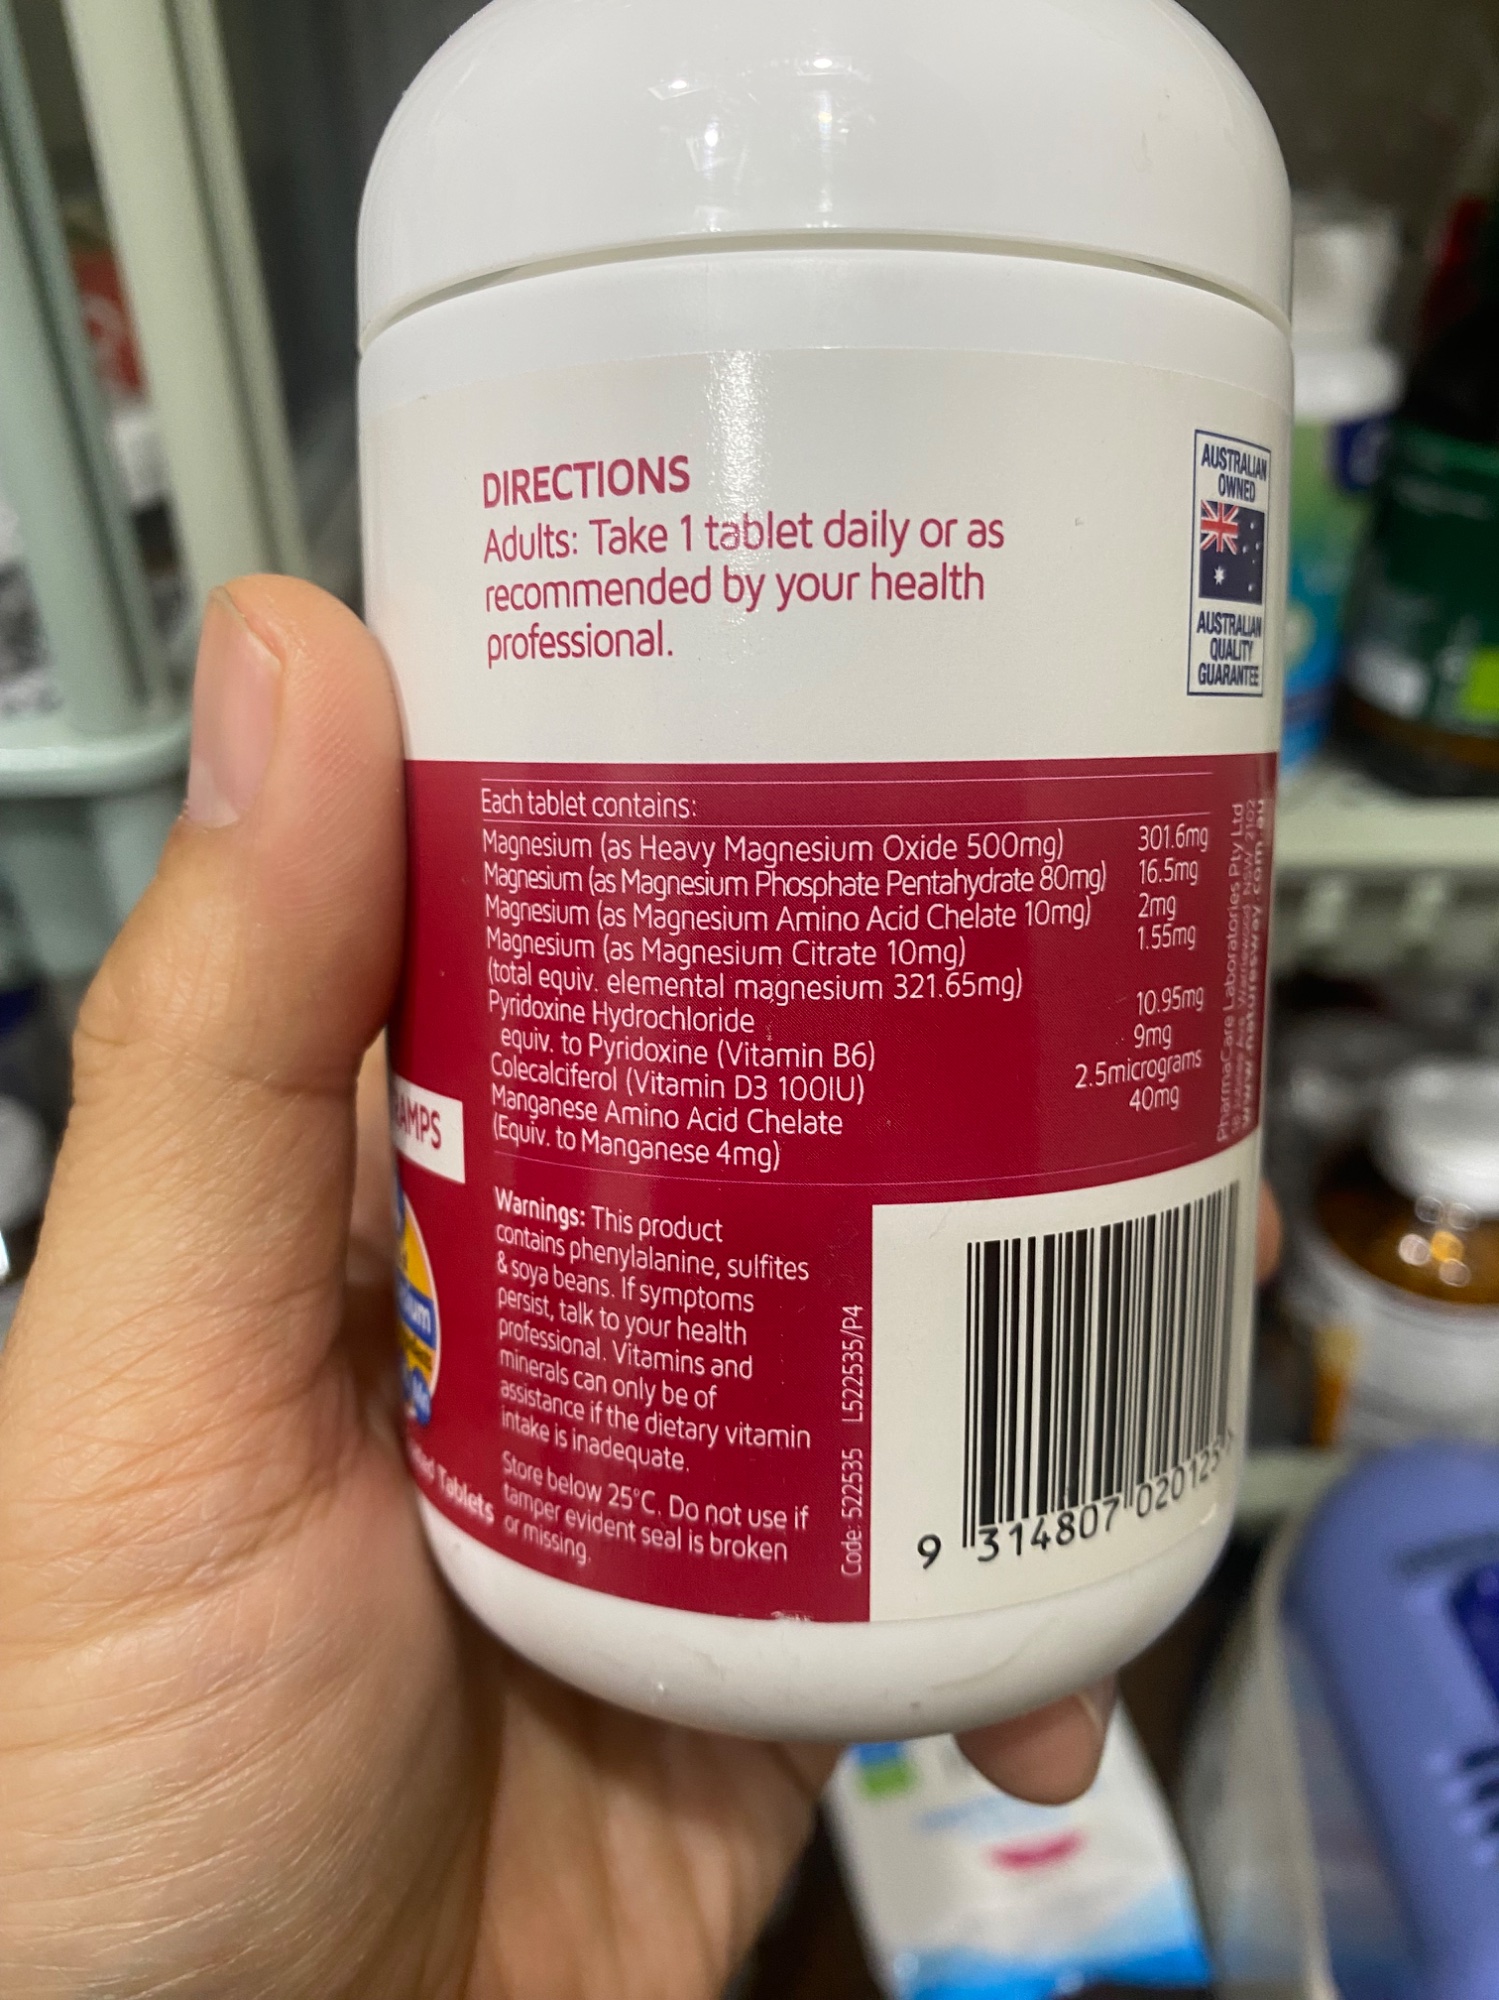 DIRECTIONS
Adults: Take 1 tablet daily or as
recommended by your health
professional.
AUSTRALIAN
OWNED
AUSTRALIAN
QUALITY
GUARANTEE
Each tablet contains:
Magnesium (as Heavy Magnesium Oxide 500mg) 301.6mg
Magnesium (as Magnesium Phosphate Pentahydrate 80mg) 16.5mg
Magnesium (as Magnesium Amino Acid Chelate 10mg) 2mg
Magnesium (as Magnesium Citrate 10mg) 1.55mg
(total equiv. elemental magnesium 321.65mg)
Pyridoxine Hydrochloride 10.95mg
equiv. to Pyridoxine (Vitamin B6) 9mg
Colecalciferol (Vitamin D3 100IU) 2.5micrograms
Manganese Amino Acid Chelate 40mg
(Equiv. to Manganese 4mg)
PharmaCare Laboratories Pty Ltd
Warriewood NSW 2102
www.naturesway.com.au
AMPS
Warnings: This product
contains phenylalanine, sulfites
& soya beans. If symptoms
persist, talk to your health
professional. Vitamins and
minerals can only be of
assistance if the dietary vitamin
intake is inadequate.
Store below 25°C. Do not use if
tamper evident seal is broken
or missing.
Tablets
Code: 522535 L522535/P4
9 314807 020125